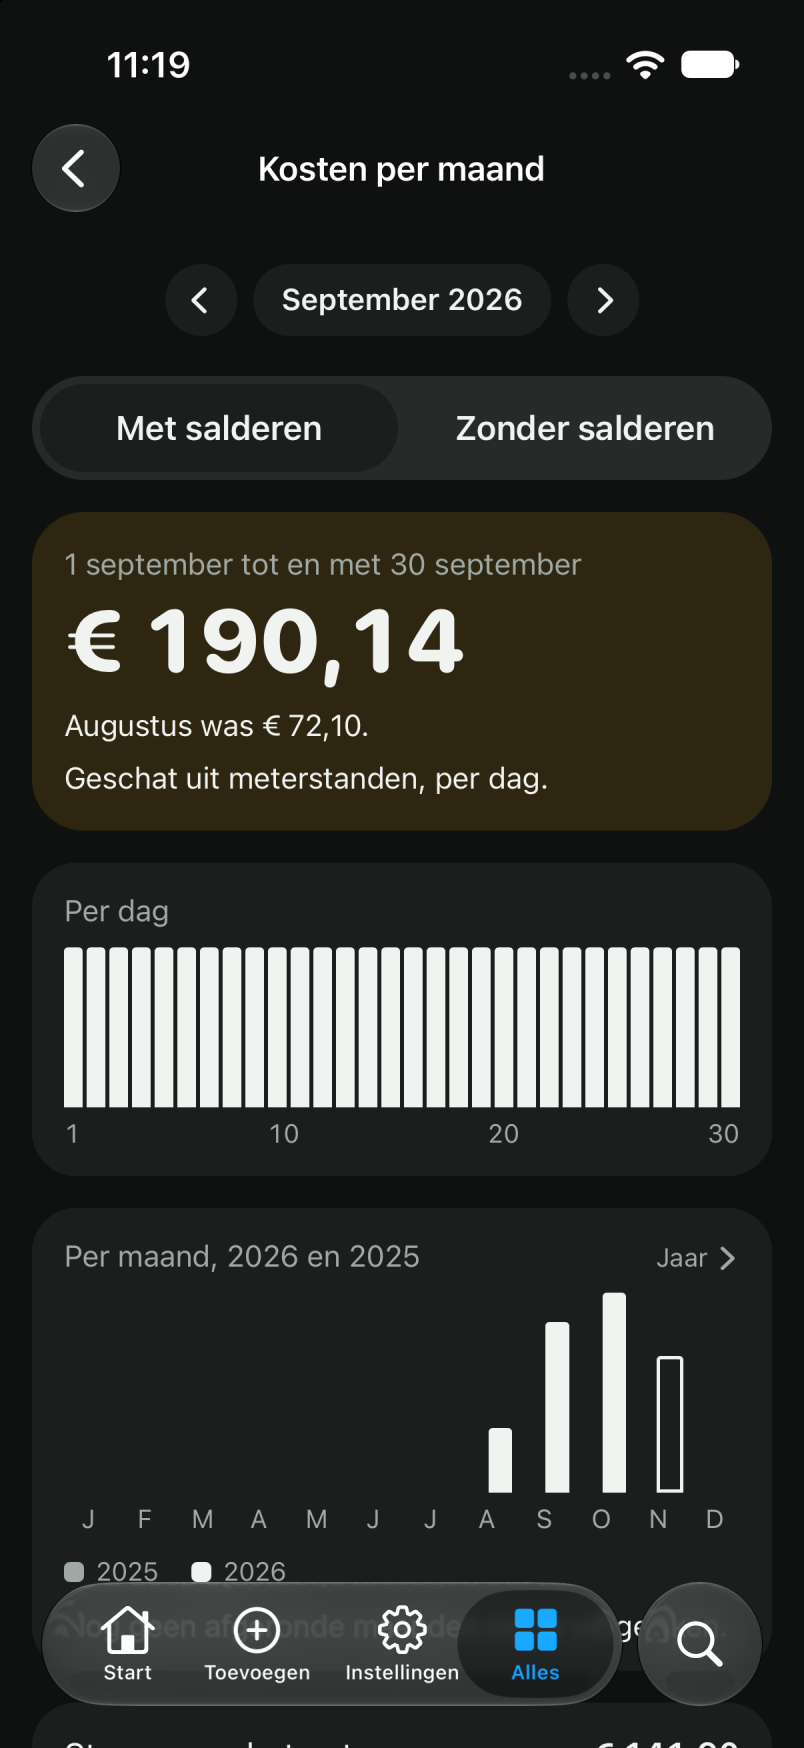 11:19
Kosten per maand
September 2026
Met salderen
Zonder salderen
1 september tot en met 30 september
€ 190,14
Augustus was € 72,10.
Geschat uit meterstanden, per dag.
Per dag
1 10 20 30
Per maand, 2026 en 2025
Jaar
J F M A M J J A S O N D
2025 2026
Start
Toevoegen
Instellingen
Alles